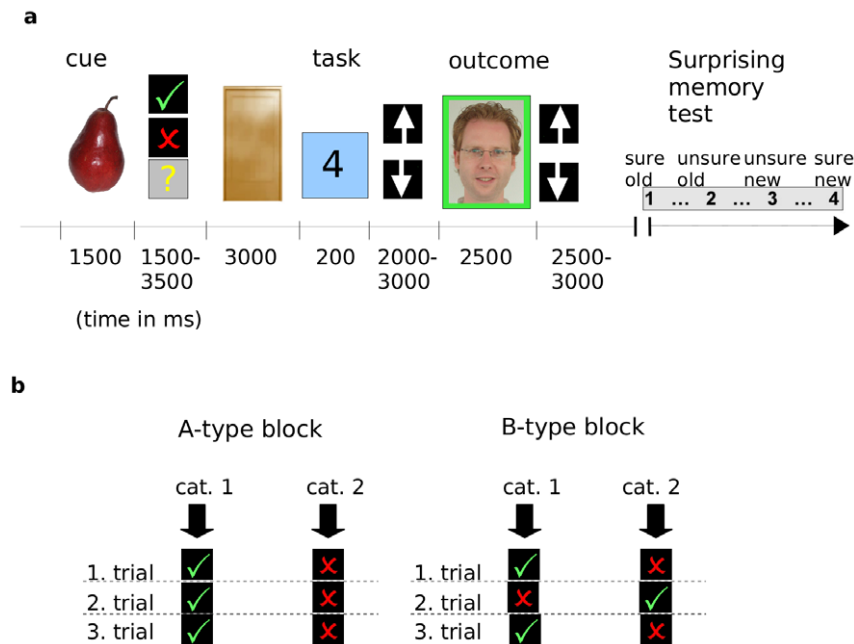 a
cue task outcome Surprising
memory
test
?
4
sure unsure unsure sure
old old new new
1 ... 2 ... 3 ... 4
1500 1500- 3000 200 2000- 2500 2500-
3500 3000 3000
(time in ms)
b
A-type block B-type block
cat. 1 cat. 2 cat. 1 cat. 2
1. trial 1. trial
2. trial 2. trial
3. trial 3. trial